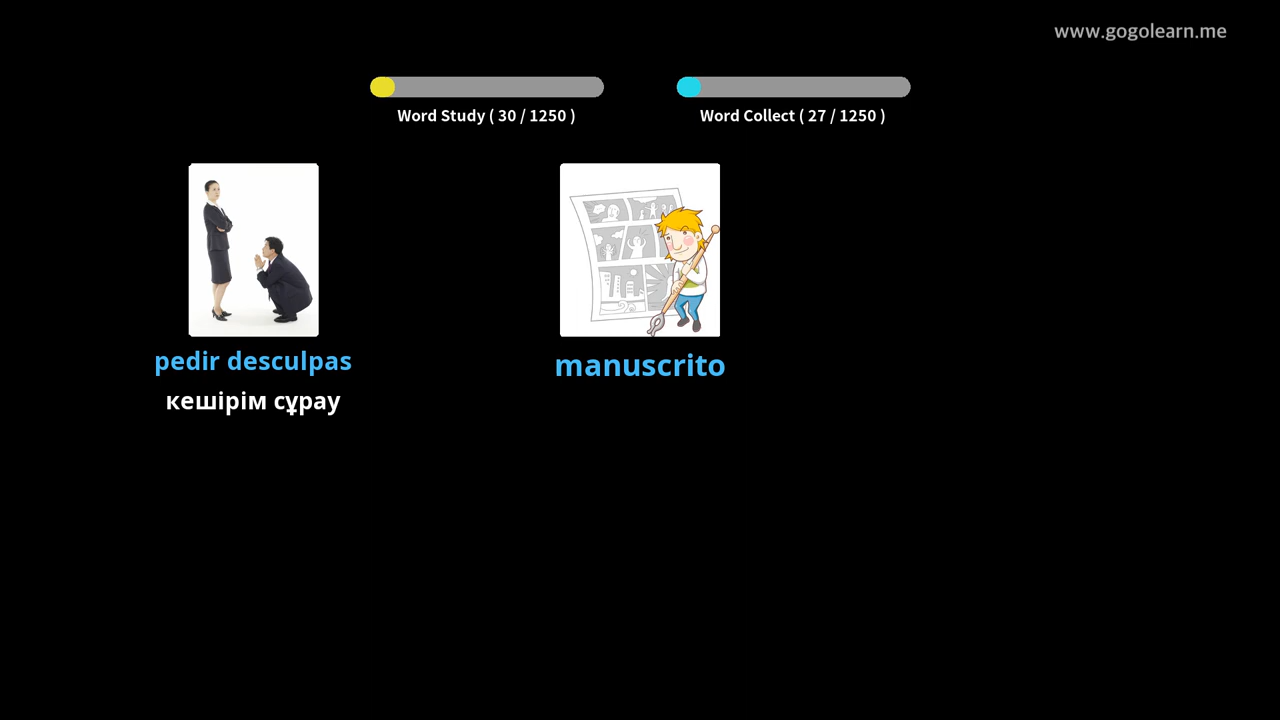 www.gogolearn.me
Word Study ( 30 / 1250 )
Word Collect ( 27 / 1250 )
pedir desculpas
кешірім сұрау
manuscrito